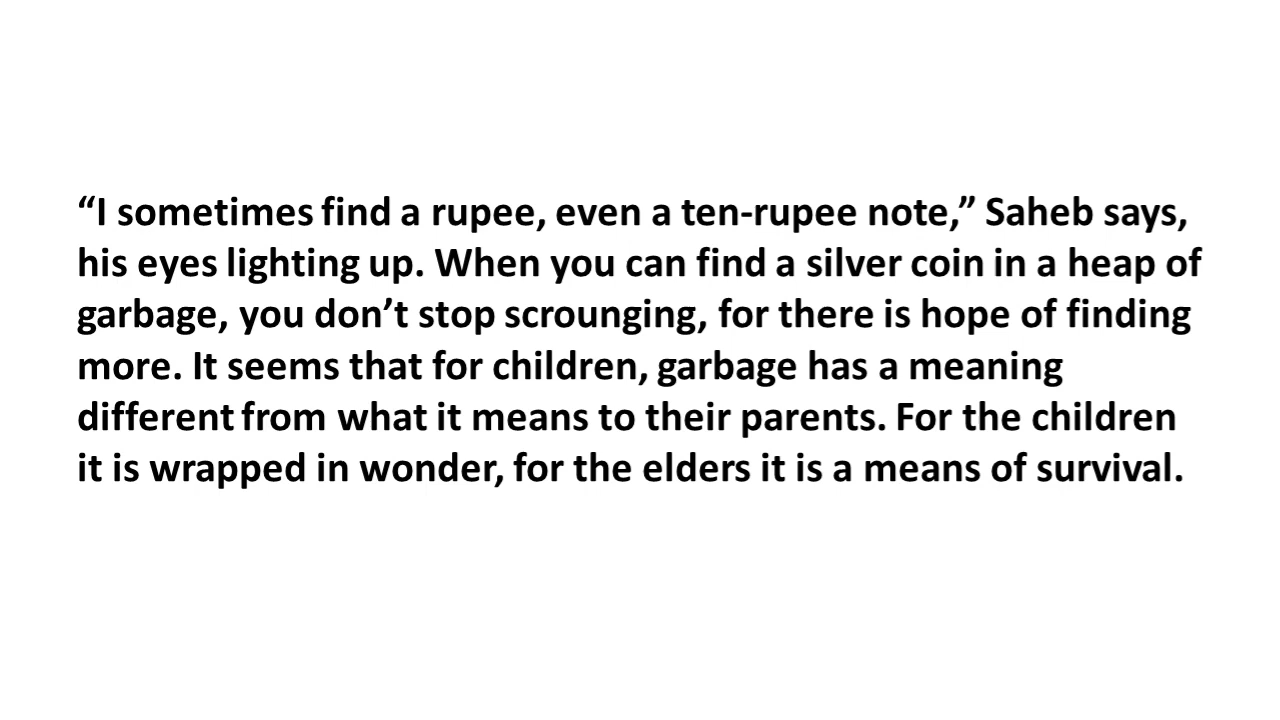 “I sometimes find a rupee, even a ten-rupee note,” Saheb says,
his eyes lighting up. When you can find a silver coin in a heap of
garbage, you don’t stop scrounging, for there is hope of finding
more. It seems that for children, garbage has a meaning
different from what it means to their parents. For the children
it is wrapped in wonder, for the elders it is a means of survival.